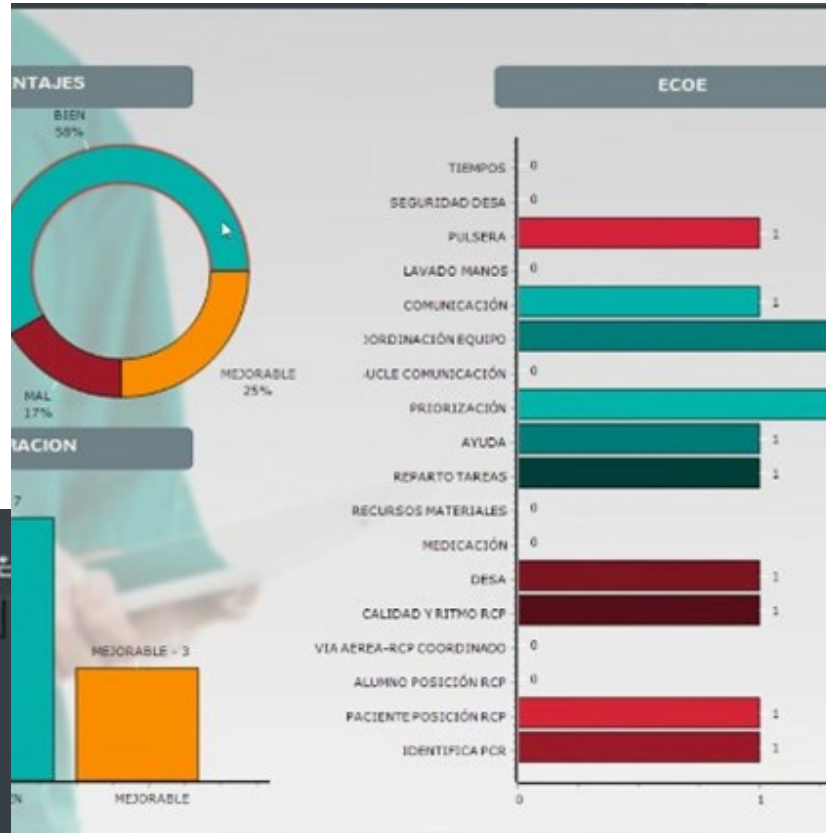 NTAJES
BIEN
58%
MEJORABLE
25%
MAL
17%
RACION
7
MEJORABLE - 3
EN
MEJORABLE
ECOE
TIEMPOS 0
SEGURIDAD DESA 0
PULSERA 1
LAVADO MANOS 0
COMUNICACIÓN 1
OORDINACIÓN EQUIPO
UCLE COMUNICACIÓN 0
PRIORIZACIÓN
AYUDA 1
REPARTO TAREAS 1
RECURSOS MATERIALES 0
MEDICACIÓN 0
DESA 1
CALIDAD Y RITMO RCP 1
VIA AEREA-RCP COORDINADO 0
ALUMNO POSICIÓN RCP 0
PACIENTE POSICIÓN RCP 1
IDENTIFICA PCR 1
0 1